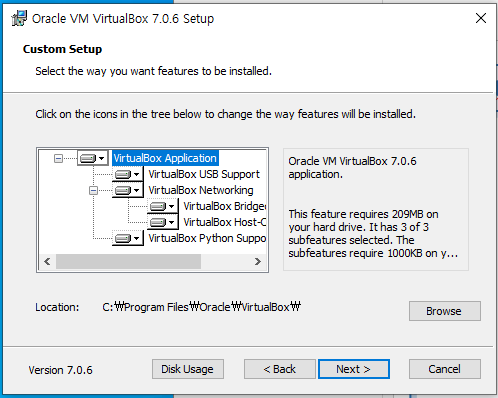 Oracle VM VirtualBox 7.0.6 Setup
Custom Setup
Select the way you want features to be installed.
Click on the icons in the tree below to change the way features will be installed.
VirtualBox Application
VirtualBox USB Support
VirtualBox Networking
VirtualBox Bridge
VirtualBox Host-C
VirtualBox Python Suppo
Oracle VM VirtualBox 7.0.6
application.
This feature requires 209MB on
your hard drive. It has 3 of 3
subfeatures selected. The
subfeatures require 1000KB on y...
Location: C:₩Program Files₩Oracle₩VirtualBox₩
Browse
Version 7.0.6
Disk Usage
< Back
Next >
Cancel